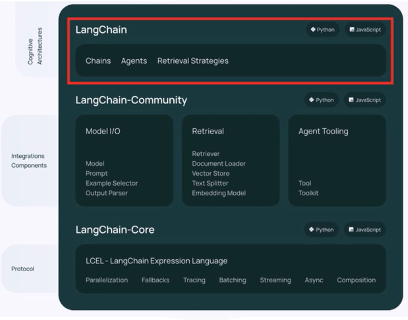 Cognitive
Architectures
LangChain
Python
JavaScript
Chains Agents Retrieval Strategies
Integrations
Components
LangChain-Community
Python
JavaScript
Model I/O
Model
Prompt
Example Selector
Output Parser
Retrieval
Retriever
Document Loader
Vector Store
Text Splitter
Embedding Model
Agent Tooling
Tool
Toolkit
Protocol
LangChain-Core
Python
JavaScript
LCEL - LangChain Expression Language
Parallelization Fallbacks Tracing Batching Streaming Async Composition